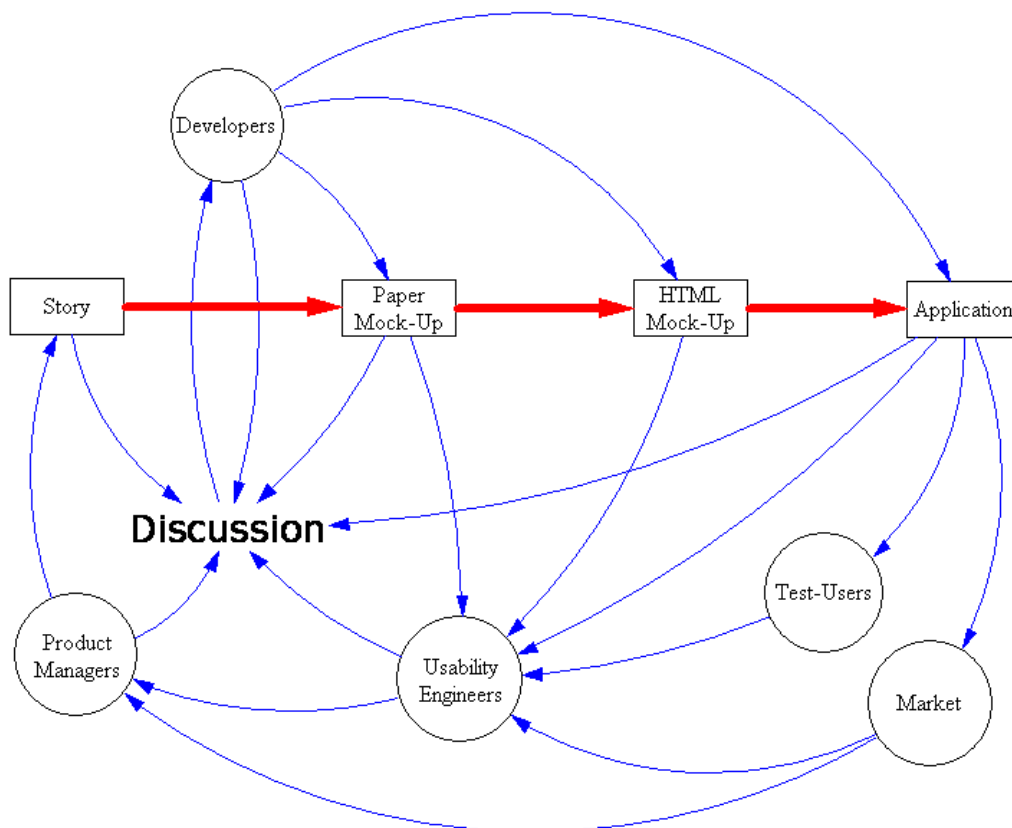 Developers
Story
Paper
Mock-Up
HTML
Mock-Up
Application
Discussion
Test-Users
Product
Managers
Usability
Engineers
Market